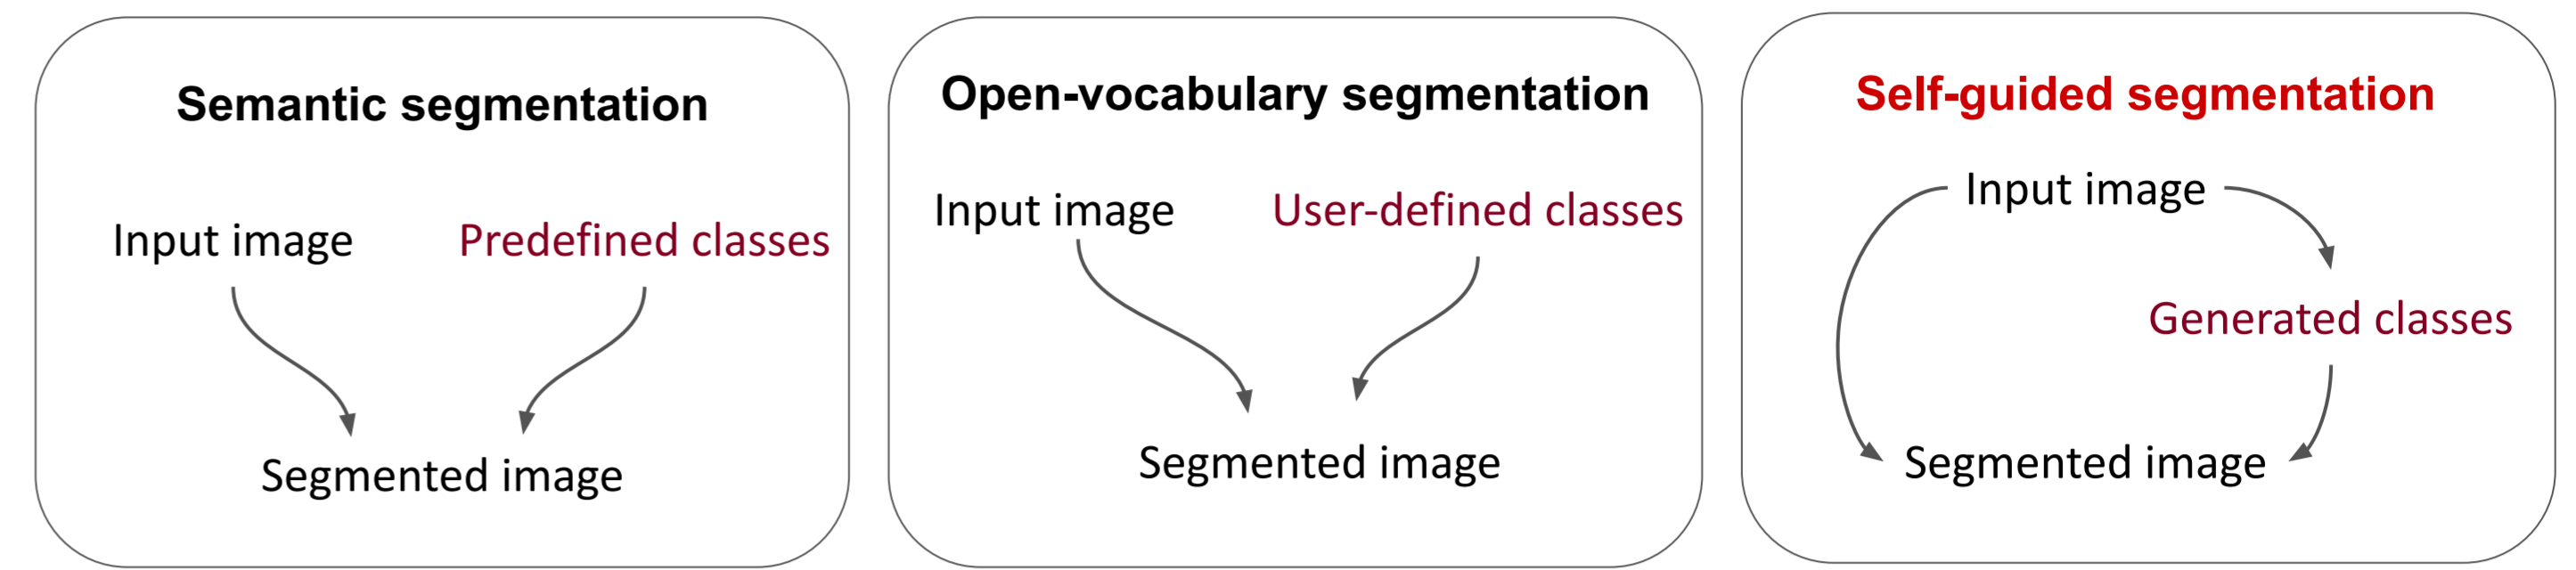 Semantic segmentation
Input image
Predefined classes
Segmented image
Open-vocabulary segmentation
Input image
User-defined classes
Segmented image
Self-guided segmentation
Input image
Generated classes
Segmented image